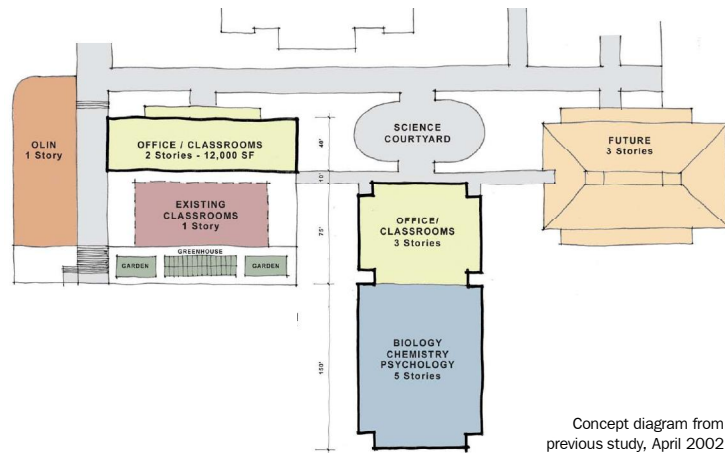 OLIN
1 Story
OFFICE / CLASSROOMS
2 Stories - 12,000 SF
SCIENCE
COURTYARD
FUTURE
3 Stories
40'
10'
EXISTING
CLASSROOMS
1 Story
OFFICE/
CLASSROOMS
3 Stories
75'
GREENHOUSE
GARDEN
GARDEN
BIOLOGY
CHEMISTRY
PSYCHOLOGY
5 Stories
150'
Concept diagram from
previous study, April 2002